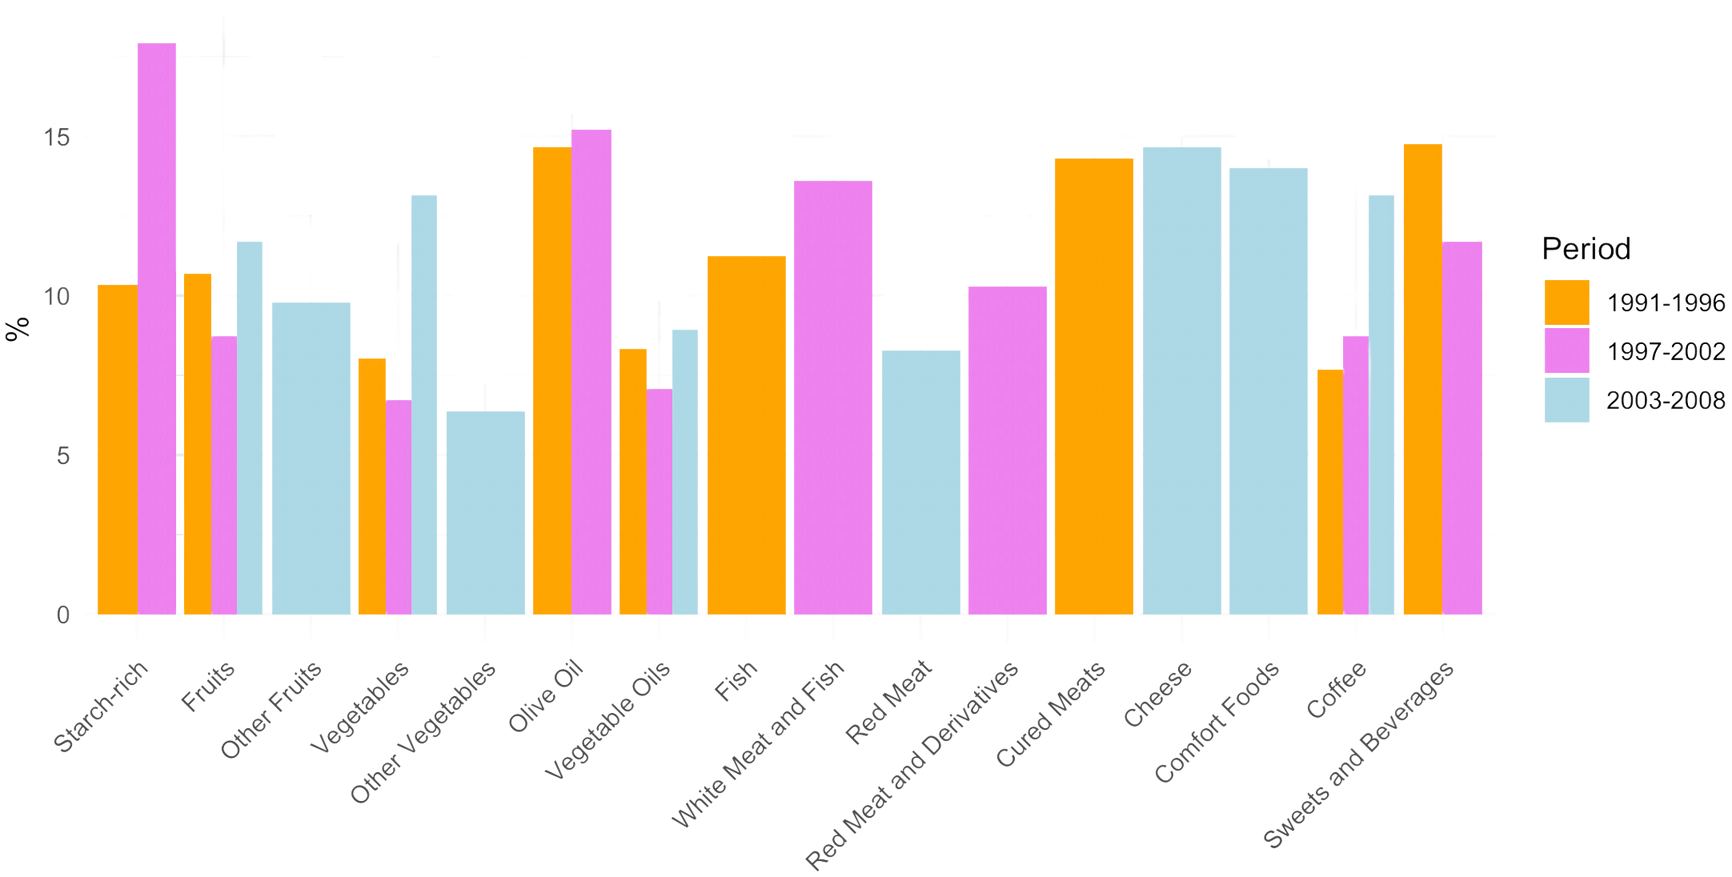 %
15
10
5
0
Starch-rich
Fruits
Other Fruits
Vegetables
Other Vegetables
Olive Oil
Vegetable Oils
Fish
White Meat and Fish
Red Meat
Red Meat and Derivatives
Cured Meats
Cheese
Comfort Foods
Coffee
Sweets and Beverages
Period
1991-1996
1997-2002
2003-2008